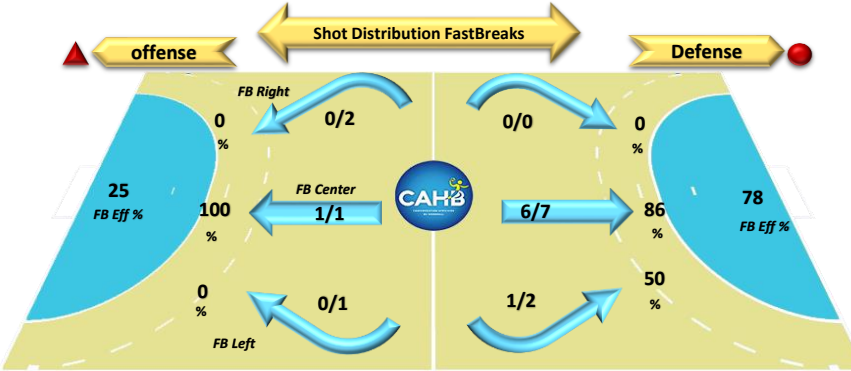 Shot Distribution FastBreaks
offense
Defense
FB Right
0
%
0/2
0/0
0
%
25
FB Eff %
100
%
FB Center
1/1
CAHB
6/7
86
%
78
FB Eff %
0
%
0/1
1/2
50
%
FB Left